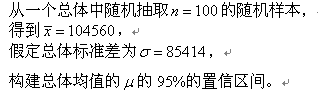 从一个总体中随机抽取n=100的随机样本，
得到x̄=104560，
假定总体标准差为σ=85414，
构建总体均值的μ的 95%的置信区间。